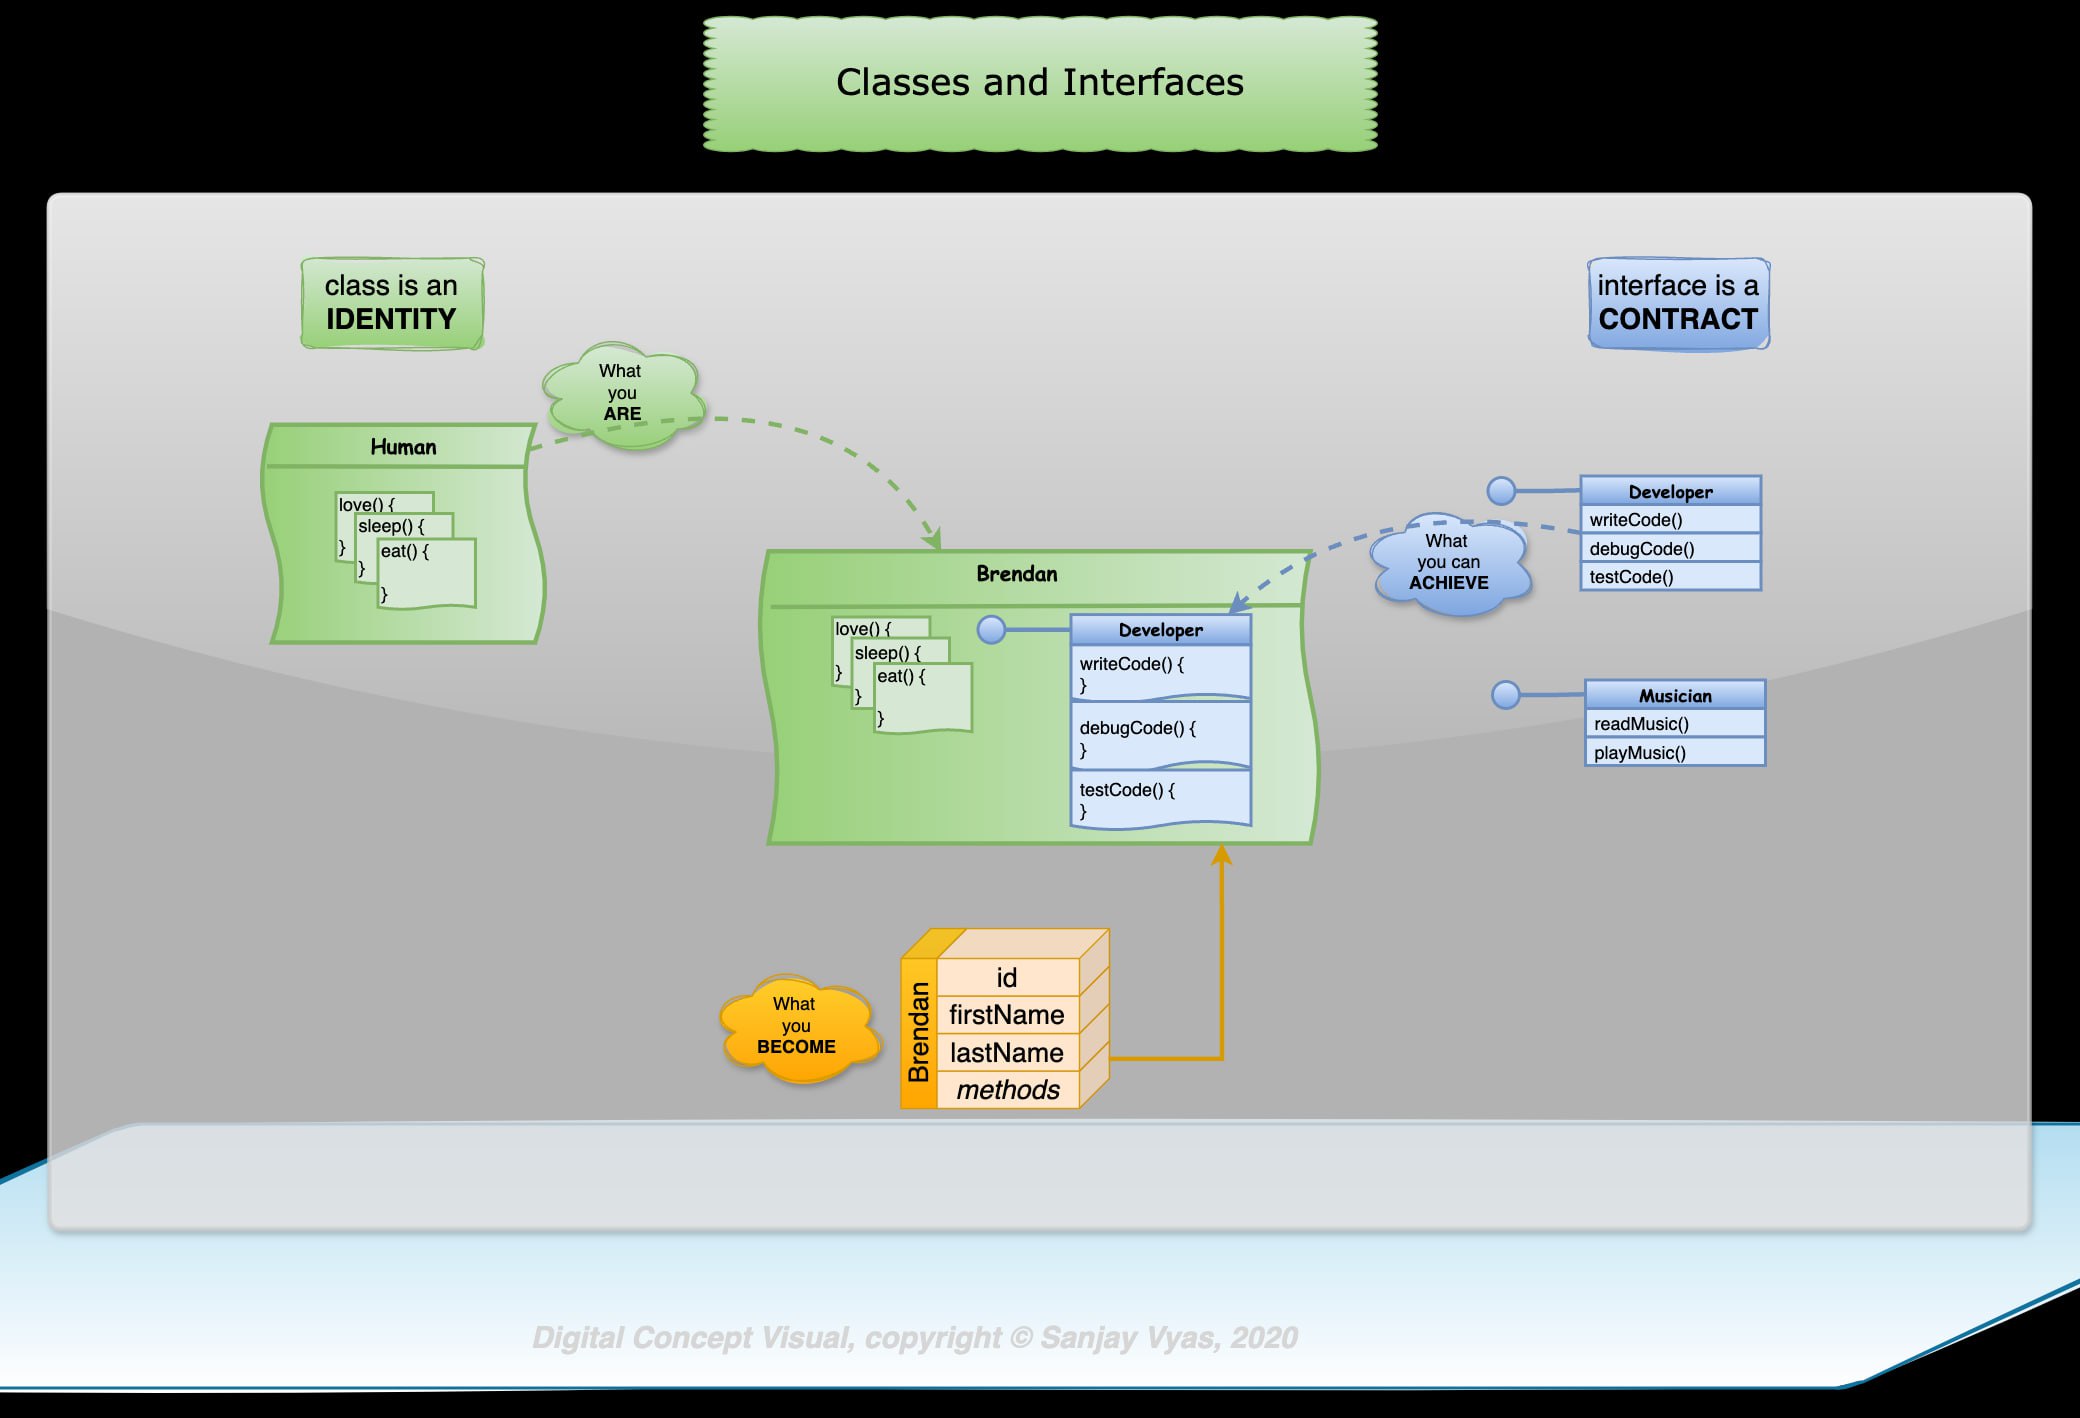 Classes and Interfaces
class is an
IDENTITY
interface is a
CONTRACT
What
you
ARE
Human
love() {
}
sleep() {
}
eat() {
}
Developer
writeCode()
debugCode()
testCode()
What
you can
ACHIEVE
Brendan
love() {
}
sleep() {
}
eat() {
}
Developer
writeCode() {
}
debugCode() {
}
testCode() {
}
Musician
readMusic()
playMusic()
What
you
BECOME
Brendan
id
firstName
lastName
methods
Digital Concept Visual, copyright © Sanjay Vyas, 2020